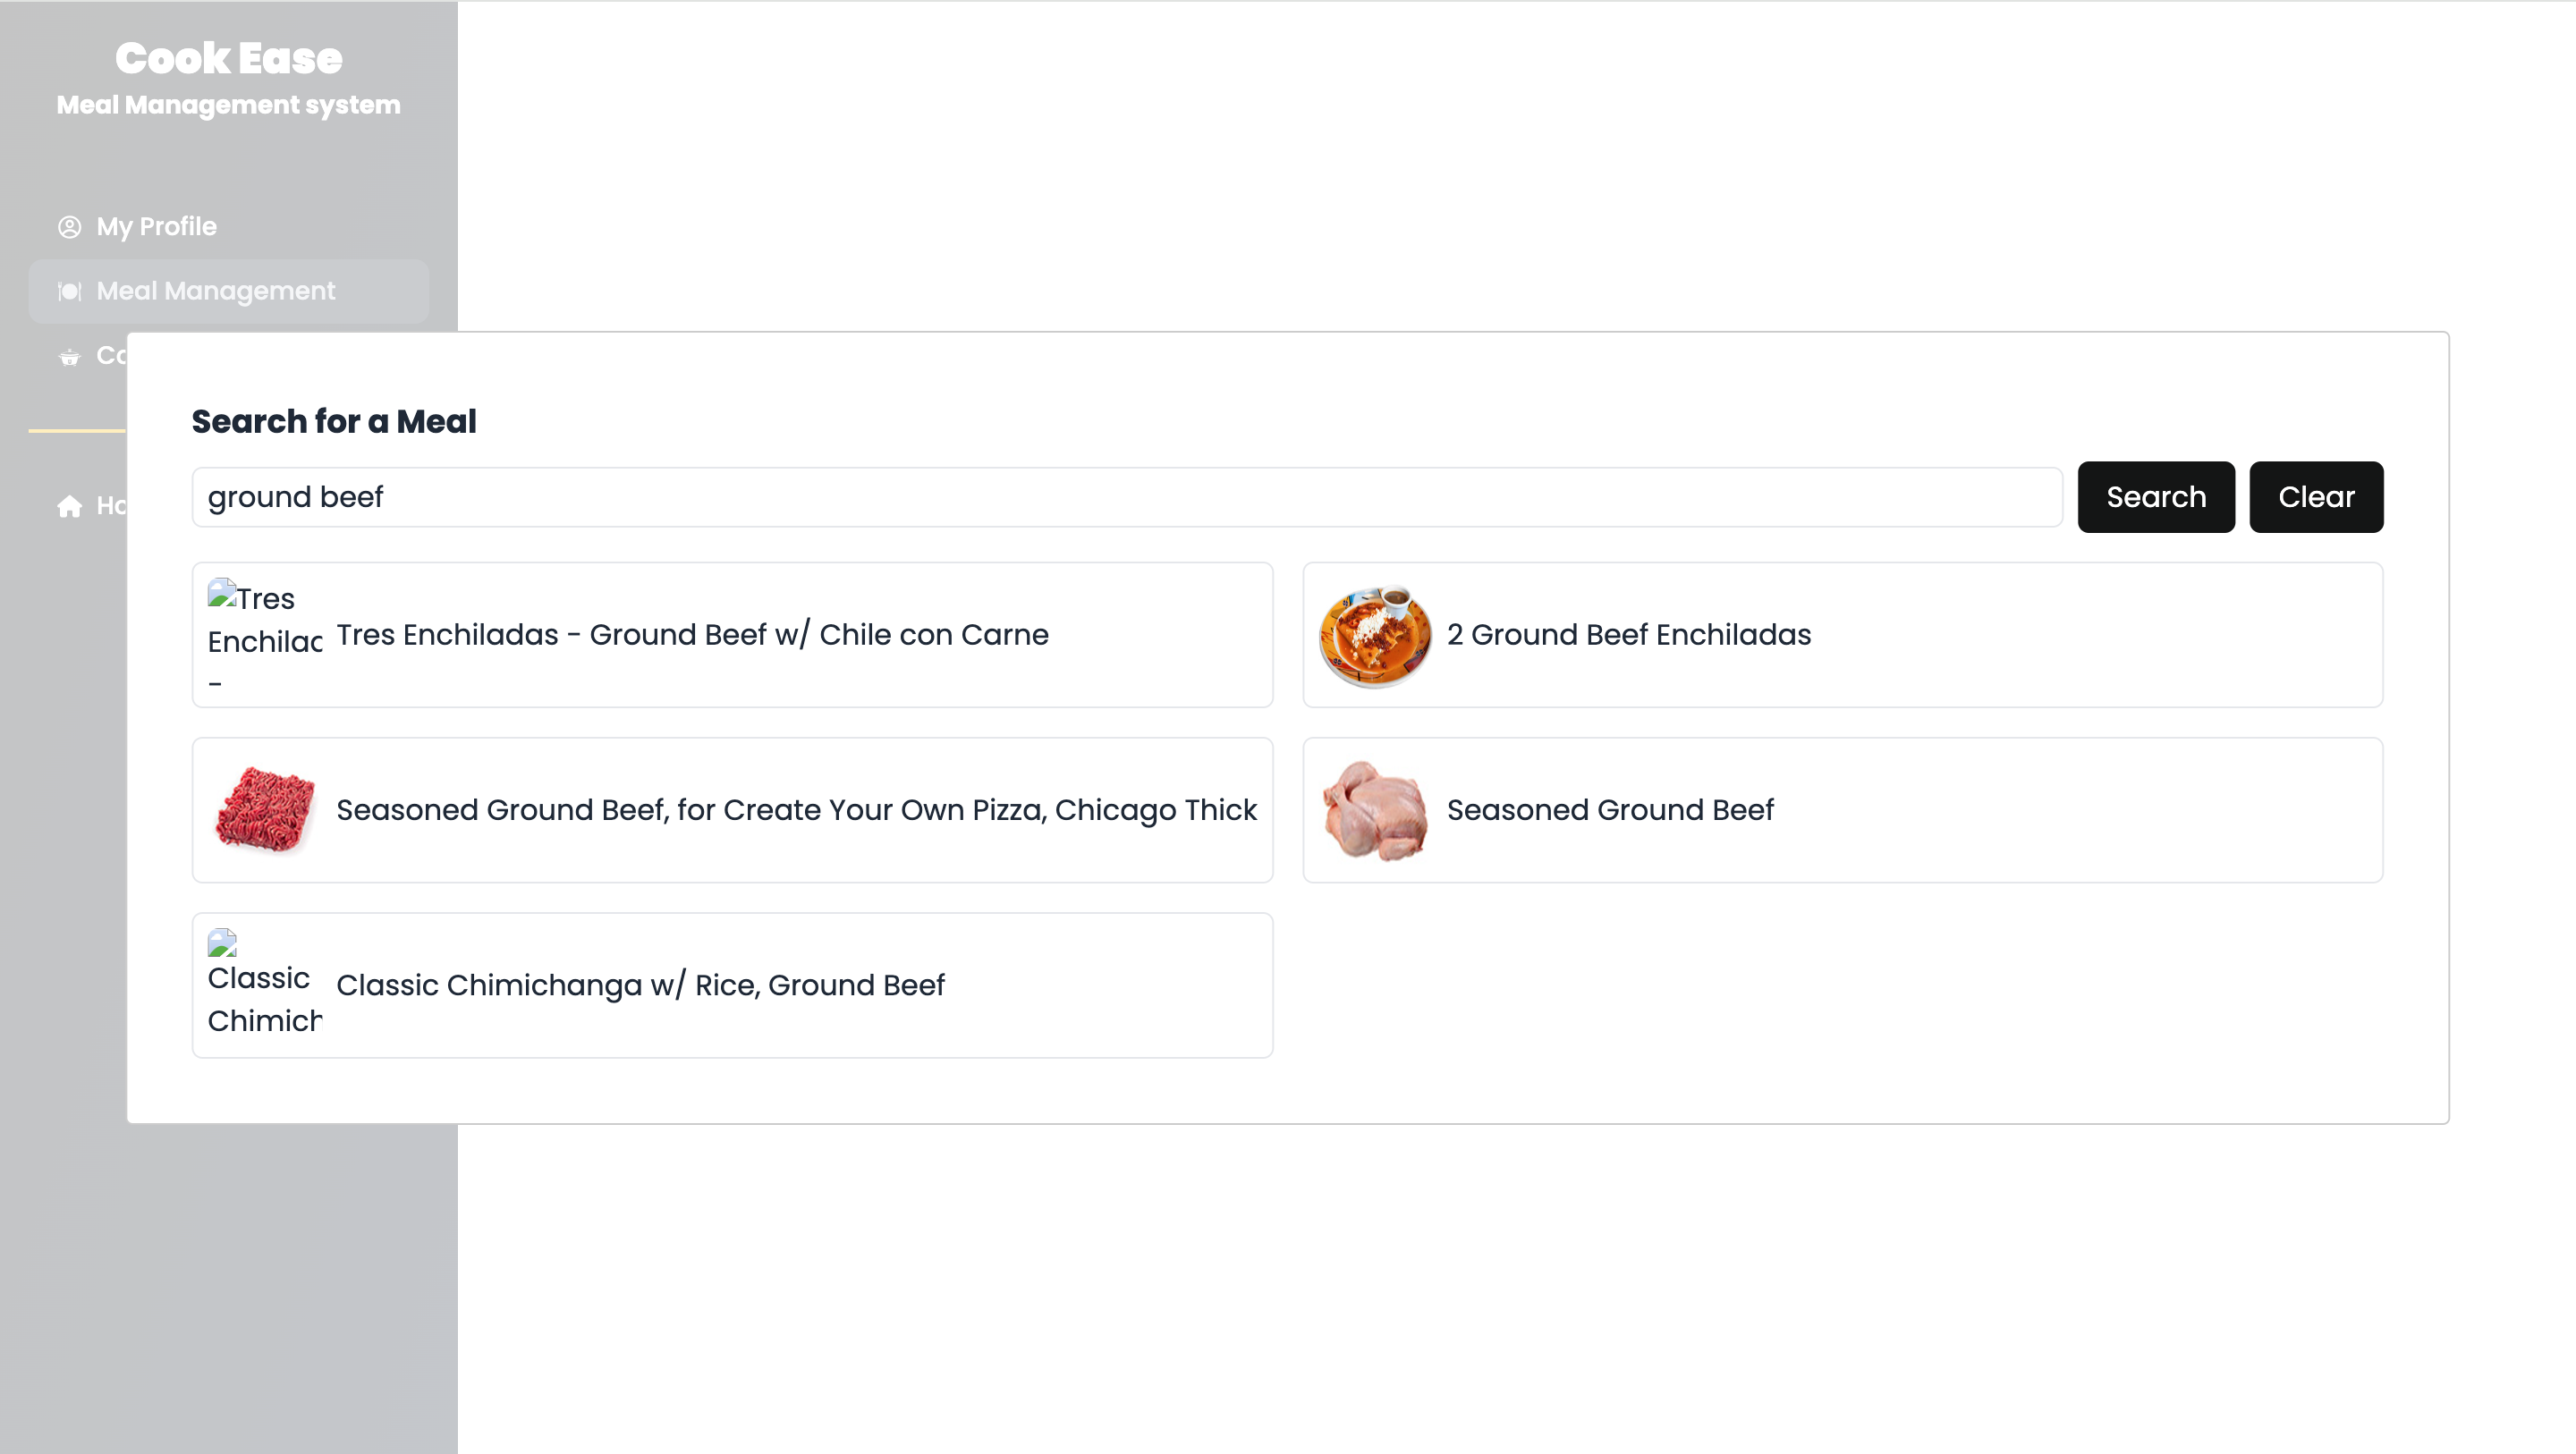 Cook Ease
Meal Management system
My Profile
Meal Management
Co
Ho
Search for a Meal
ground beef
Search
Clear
Tres
Enchilad
-
Tres Enchiladas - Ground Beef w/ Chile con Carne
2 Ground Beef Enchiladas
Seasoned Ground Beef, for Create Your Own Pizza, Chicago Thick
Seasoned Ground Beef
Classic
Chimich
Classic Chimichanga w/ Rice, Ground Beef